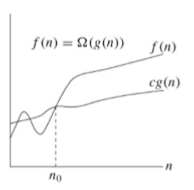 f(n) = Ω(g(n))
f(n)
cg(n)
n
n₀